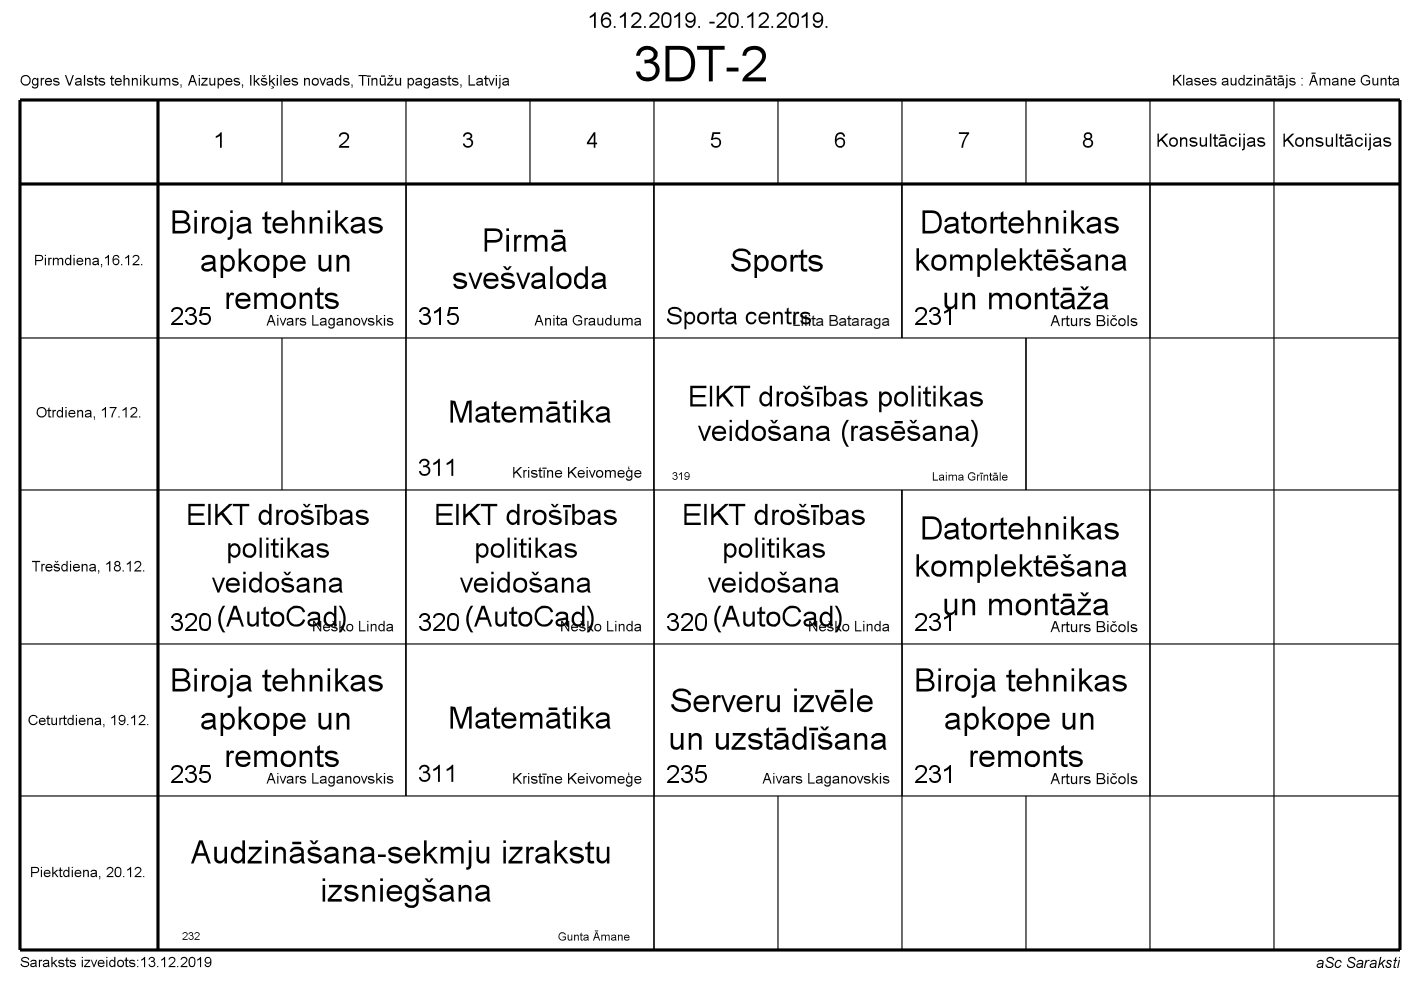 16.12.2019. -20.12.2019.
3DT-2
Ogres Valsts tehnikums, Aizupes, Ikšķiles novads, Tīnūžu pagasts, Latvija
Klases audzinātājs : Āmane Gunta
1 2 3 4 5 6 7 8 Konsultācijas Konsultācijas
Pirmdiena,16.12.
Biroja tehnikas
apkope un
remonts
235 Aivars Laganovskis
Pirmā
svešvaloda
315 Anita Grauduma
Sports
Sporta centrs Bataraga
Datortehnikas
komplektēšana
un montāža
231 Arturs Bičols
Otrdiena, 17.12.
Matemātika
311 Kristīne Keivomeģe
EIKT drošības politikas
veidošana (rasēšana)
319 Laima Grīntāle
Trešdiena, 18.12.
EIKT drošības
politikas
veidošana
(AutoCad)
320 Neško Linda
EIKT drošības
politikas
veidošana
(AutoCad)
320 Neško Linda
EIKT drošības
politikas
veidošana
(AutoCad)
320 Neško Linda
Datortehnikas
komplektēšana
un montāža
231 Arturs Bičols
Ceturtdiena, 19.12.
Biroja tehnikas
apkope un
remonts
235 Aivars Laganovskis
Matemātika
311 Kristīne Keivomeģe
Serveru izvēle
un uzstādīšana
235 Aivars Laganovskis
Biroja tehnikas
apkope un
remonts
231 Arturs Bičols
Piektdiena, 20.12.
Audzināšana-sekmju izrakstu
izsniegšana
232 Gunta Āmane
Saraksts izveidots:13.12.2019
aSc Saraksti